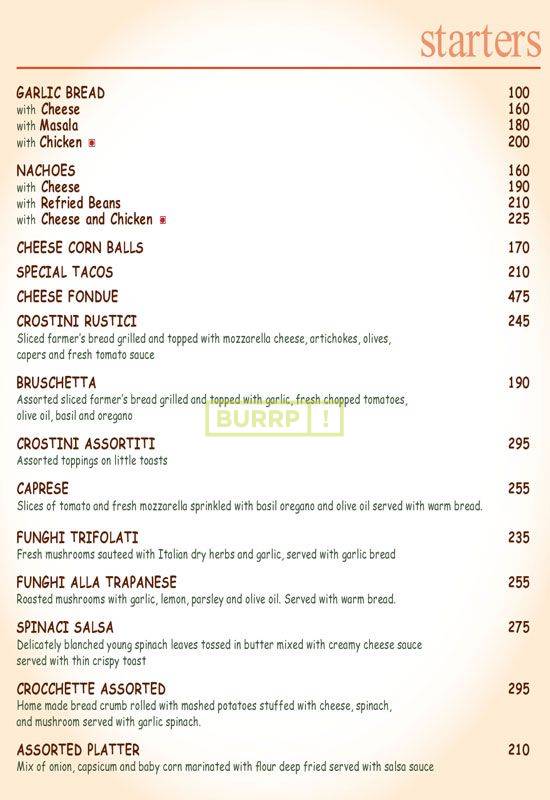 starters
GARLIC BREAD 100
with Cheese 160
with Masala 180
with Chicken 200
NACHOES 160
with Cheese 190
with Refried Beans 210
with Cheese and Chicken 225
CHEESE CORN BALLS 170
SPECIAL TACOS 210
CHEESE FONDUE 475
CROSTINI RUSTICI 245
Sliced farmer's bread grilled and topped with mozzarella cheese, artichokes, olives,
capers and fresh tomato sauce
BRUSCHETTA 190
Assorted sliced farmer's bread grilled and topped with garlic, fresh chopped tomatoes,
olive oil, basil and oregano
BURRP!
CROSTINI ASSORTITI 295
Assorted toppings on little toasts
CAPRESE 255
Slices of tomato and fresh mozzarella sprinkled with basil oregano and olive oil served with warm bread.
FUNGHI TRIFOLATI 235
Fresh mushrooms sauteed with Italian dry herbs and garlic, served with garlic bread
FUNGHI ALLA TRAPANESE 255
Roasted mushrooms with garlic, lemon, parsley and olive oil. Served with warm bread.
SPINACI SALSA 275
Delicately blanched young spinach leaves tossed in butter mixed with creamy cheese sauce
served with thin crispy toast
CROCCHETTE ASSORTED 295
Home made bread crumb rolled with mashed potatoes stuffed with cheese, spinach,
and mushroom served with garlic spinach.
ASSORTED PLATTER 210
Mix of onion, capsicum and baby corn marinated with flour deep fried served with salsa sauce